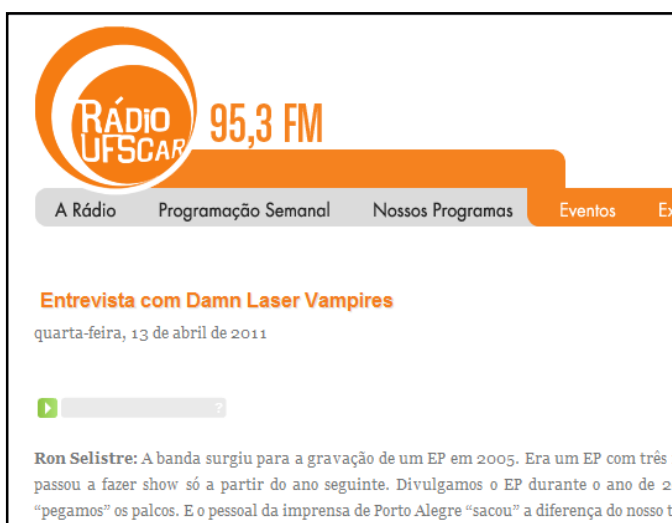 RÁDIO
UFSCAR
95,3 FM
A Rádio Programação Semanal Nossos Programas Eventos
Entrevista com Damn Laser Vampires
quarta-feira, 13 de abril de 2011
?
Ron Selistre: A banda surgiu para a gravação de um EP em 2005. Era um EP com três
passou a fazer show só a partir do ano seguinte. Divulgamos o EP durante o ano de 2
“pegamos” os palcos. E o pessoal da imprensa de Porto Alegre “sacou” a diferença do nosso